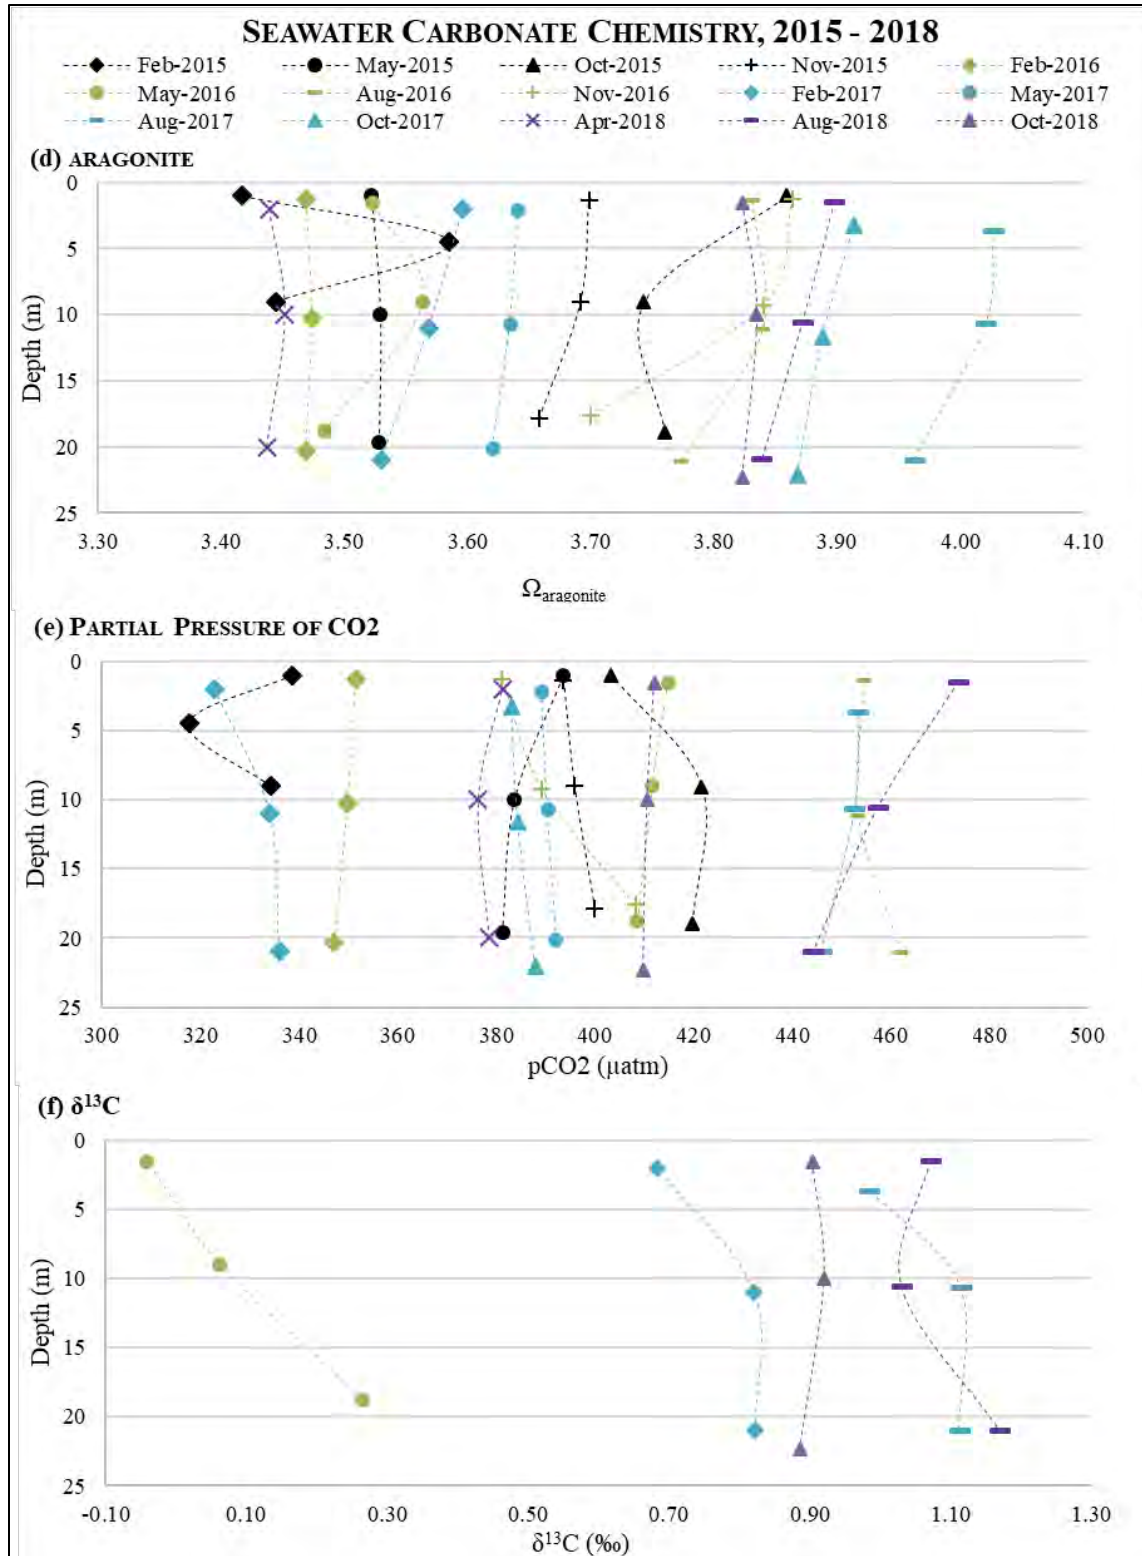 SEAWATER CARBONATE CHEMISTRY, 2015 - 2018
Feb-2015 May-2015 Oct-2015 Nov-2015 Feb-2016
May-2016 Aug-2016 Nov-2016 Feb-2017 May-2017
Aug-2017 Oct-2017 Apr-2018 Aug-2018 Oct-2018
(d) ARAGONITE
0
5
10
15
20
25
Depth (m)
3.30 3.40 3.50 3.60 3.70 3.80 3.90 4.00 4.10
Ωaragonite
(e) PARTIAL PRESSURE OF CO2
0
5
10
15
20
25
Depth (m)
300 320 340 360 380 400 420 440 460 480 500
pCO2 (µatm)
(f) δ¹³C
0
5
10
15
20
25
Depth (m)
-0.10 0.10 0.30 0.50 0.70 0.90 1.10 1.30
δ¹³C (‰)